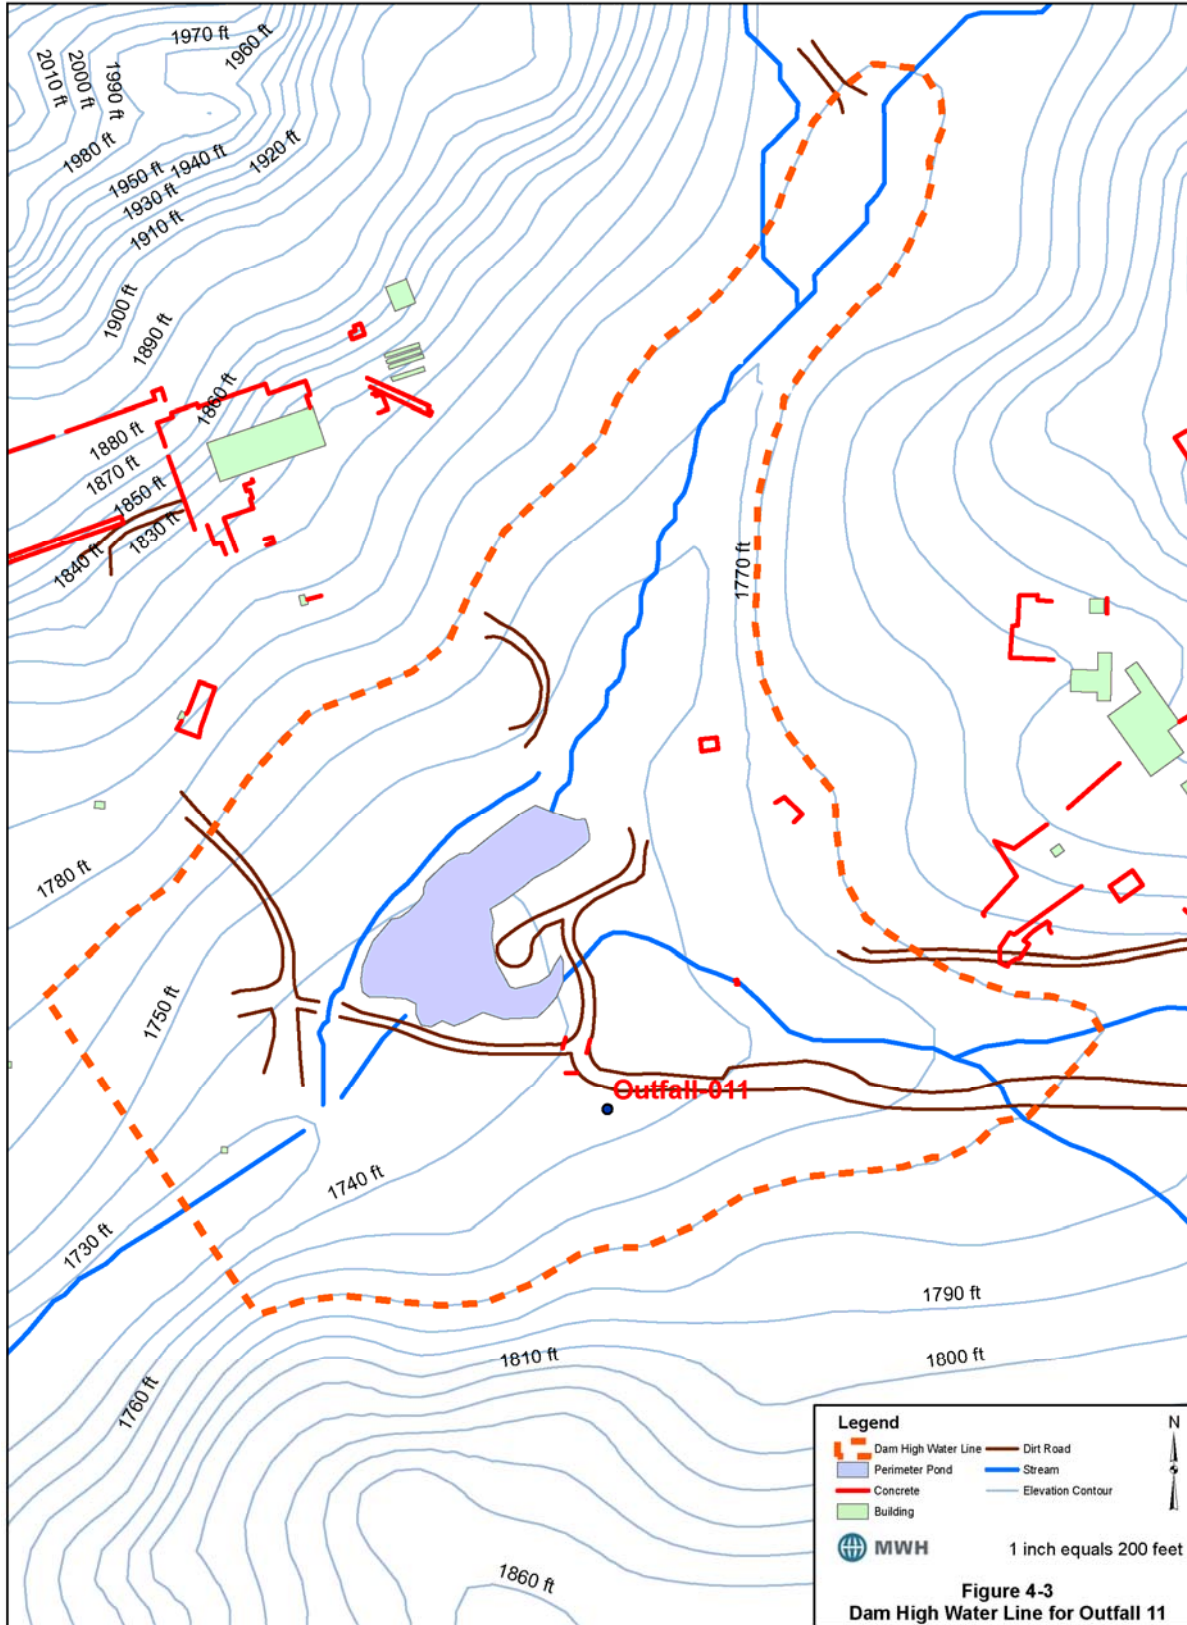 1970 ft
1960 ft
2010 ft
2000 ft
1990 ft
1980 ft
1950 ft
1940 ft
1920 ft
1930 ft
1910 ft
1900 ft
1890 ft
1860 ft
1880 ft
1870 ft
1850 ft
1830 ft
1840 ft
1770 ft
1780 ft
1750 ft
Outfall-011
1740 ft
1730 ft
1790 ft
1810 ft
1800 ft
1760 ft
1860 ft
Legend
N
Dam High Water Line
Dirt Road
Perimeter Pond
Stream
Concrete
Elevation Contour
Building
MWH
1 inch equals 200 feet
Figure 4-3
Dam High Water Line for Outfall 11